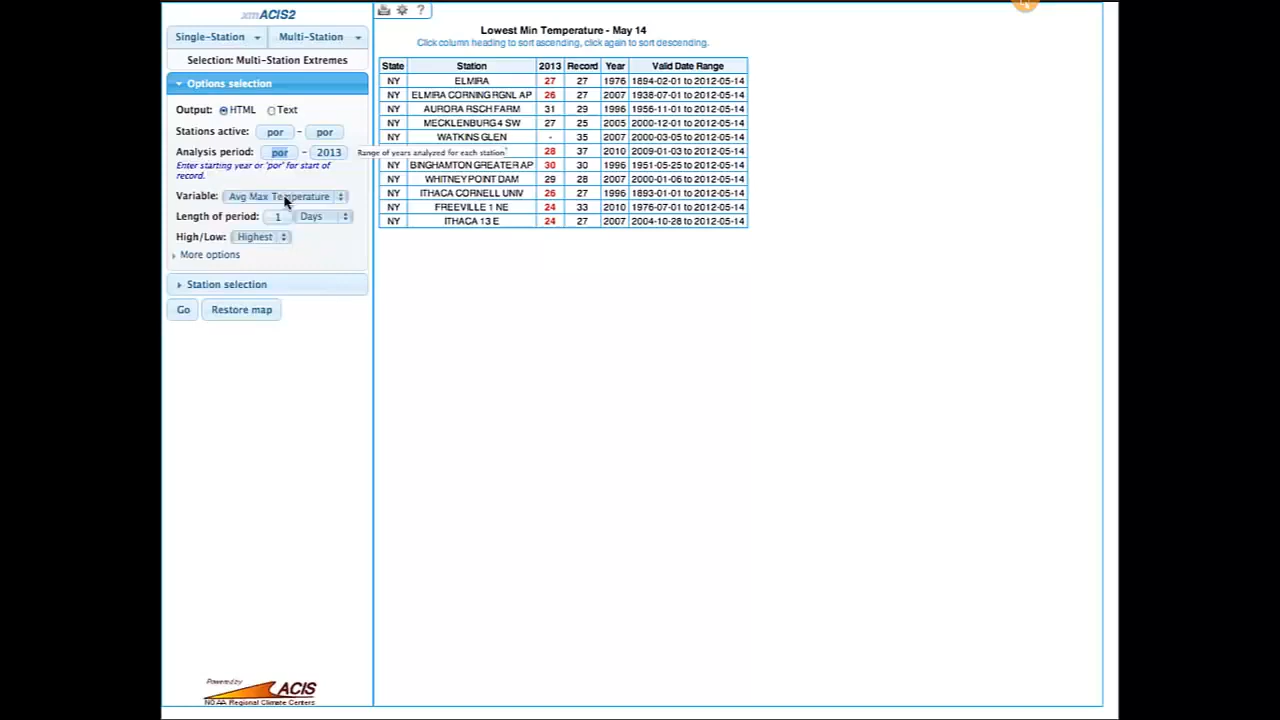 xmACIS2
Single-Station Multi-Station
Selection: Multi-Station Extremes
Options selection
Output: HTML Text
Stations active: por - por
Analysis period: por - 2013 Range of years analyzed for each station
Enter starting year or 'por' for start of
record.
Variable: Avg Max Temperature
Length of period: 1 Days
High/Low: Highest
More options
Station selection
Go Restore map
Powered by
ACIS
NOAA Regional Climate Centers
?
Lowest Min Temperature - May 14
Click column heading to sort ascending, click again to sort descending.
State Station 2013 Record Year Valid Date Range
NY ELMIRA 27 27 1976 1894-02-01 to 2012-05-14
NY ELMIRA CORNING RGNL AP 26 27 2007 1938-07-01 to 2012-05-14
NY AURORA RSCH FARM 31 29 1996 1956-11-01 to 2012-05-14
NY MECKLENBURG 4 SW 27 25 2005 2000-12-01 to 2012-05-14
NY WATKINS GLEN - 35 2007 2000-03-05 to 2012-05-14
28 37 2010 2009-01-03 to 2012-05-14
NY BINGHAMTON GREATER AP 30 30 1996 1951-05-25 to 2012-05-14
NY WHITNEY POINT DAM 29 28 2007 2000-01-06 to 2012-05-14
NY ITHACA CORNELL UNIV 26 27 1996 1893-01-01 to 2012-05-14
NY FREEVILLE 1 NE 24 33 2010 1976-07-01 to 2012-05-14
NY ITHACA 13 E 24 27 2007 2004-10-28 to 2012-05-14